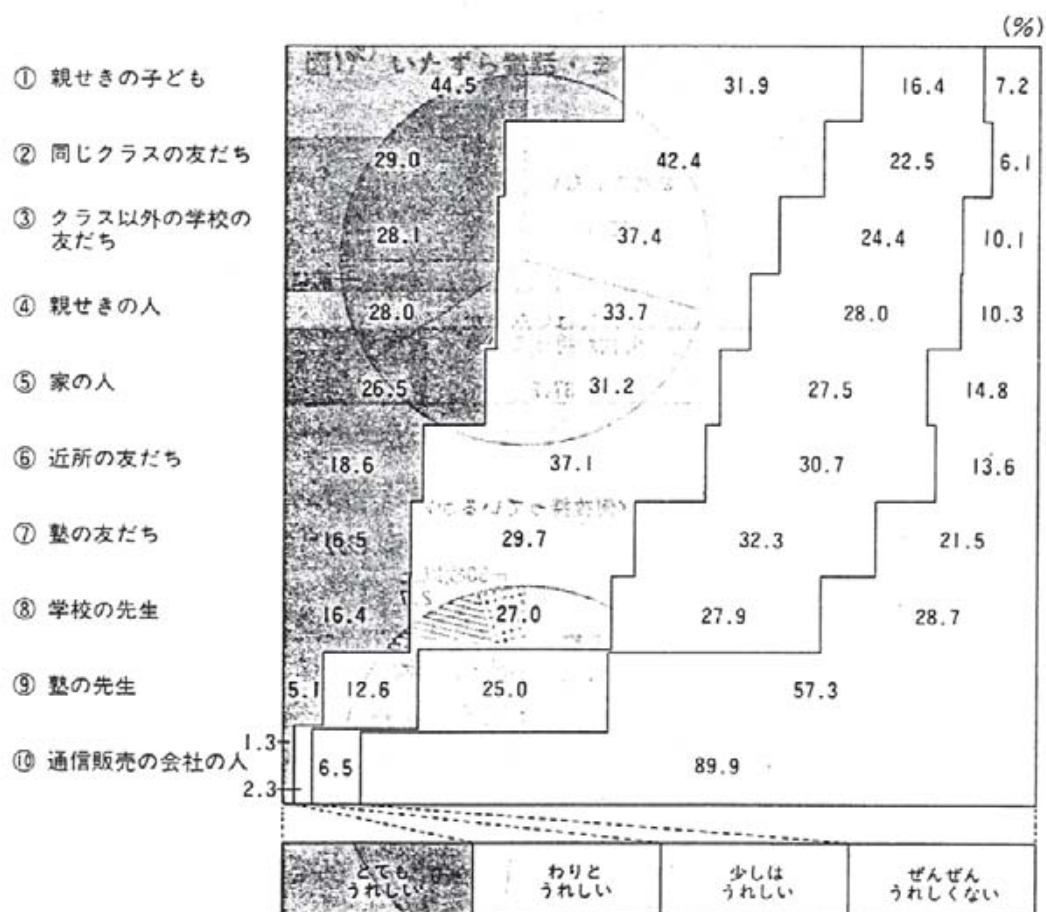 (%)
① 親せきの子ども 44.5 31.9 16.4 7.2
② 同じクラスの友だち 29.0 42.4 22.5 6.1
③ クラス以外の学校の
友だち 28.1 37.4 24.4 10.1
④ 親せきの人 28.0 33.7 28.0 10.3
⑤ 家の人 26.5 31.2 27.5 14.8
⑥ 近所の友だち 18.6 37.1 30.7 13.6
⑦ 塾の友だち 16.5 29.7 32.3 21.5
⑧ 学校の先生 16.4 27.0 27.9 28.7
⑨ 塾の先生 5.1 12.6 25.0 57.3
⑩ 通信販売の会社の人 1.3 2.3 6.5 89.9
とても
うれしい
わりと
うれしい
少しは
うれしい
ぜんぜん
うれしくない